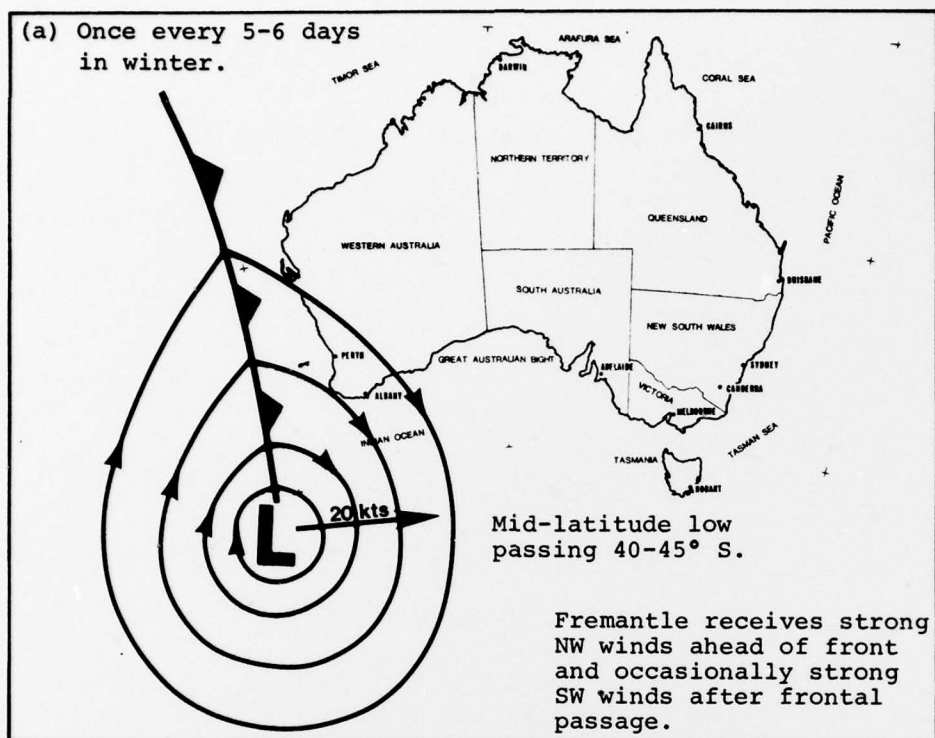 (a) Once every 5-6 days
in winter.
ARAFURA SEA
TIMOR SEA
DARWIN
CORAL SEA
CAIRNS
NORTHERN TERRITORY
PACIFIC OCEAN
QUEENSLAND
WESTERN AUSTRALIA
BRISBANE
SOUTH AUSTRALIA
NEW SOUTH WALES
PERTH
GREAT AUSTRALIAN BIGHT
SYDNEY
ADELAIDE
CANBERRA
ALBANY
VICTORIA
MELBOURNE
INDIAN OCEAN
TASMAN SEA
TASMANIA
HOBART
20 kts
L
Mid-latitude low
passing 40-45° S.
Fremantle receives strong
NW winds ahead of front
and occasionally strong
SW winds after frontal
passage.